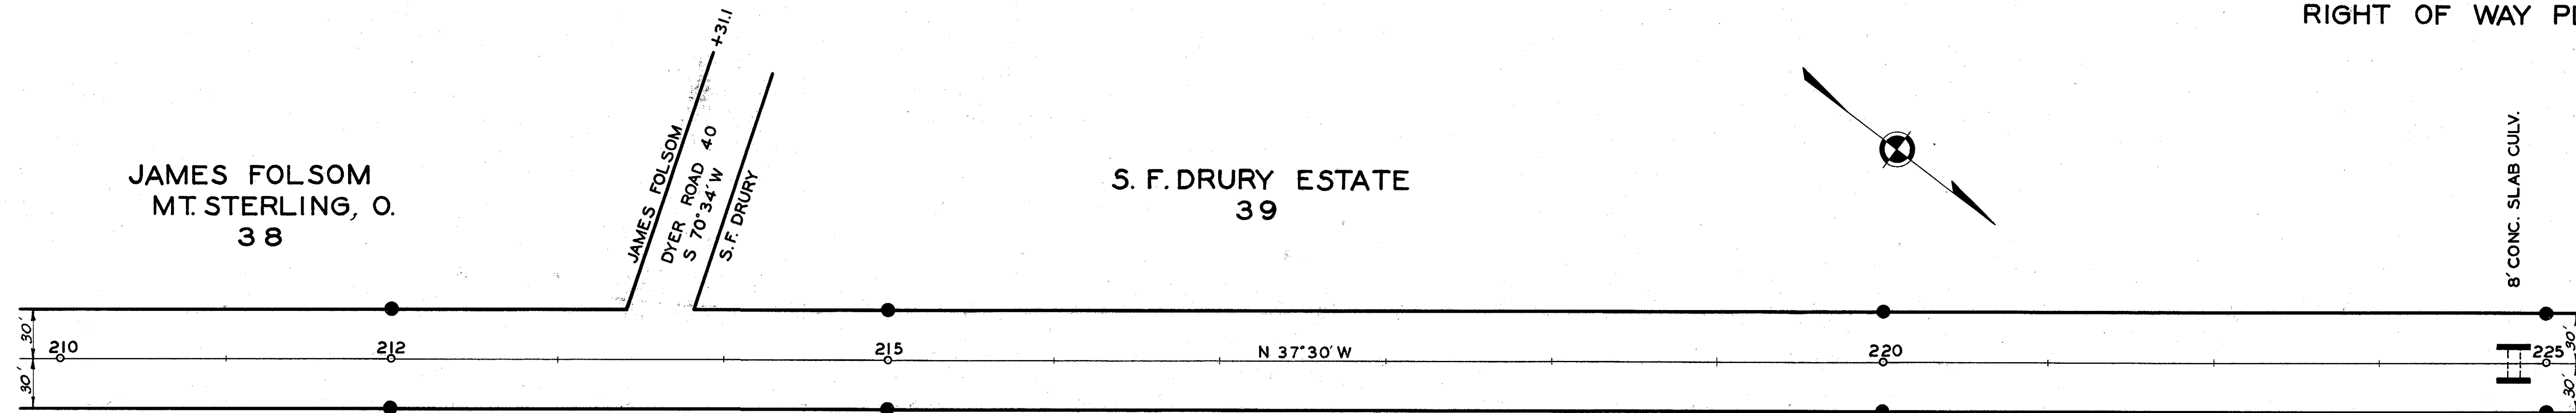 RIGHT OF WAY
+31.1
JAMES FOLSOM
MT. STERLING, O.
38
JAMES FOLSOM
DYER ROAD 40
S 70°34' W
S. F. DRURY
S. F. DRURY ESTATE
39
8' CONC. SLAB CULV.
30'
30'
210
212
215
N 37°30' W
220
225
30'
30'